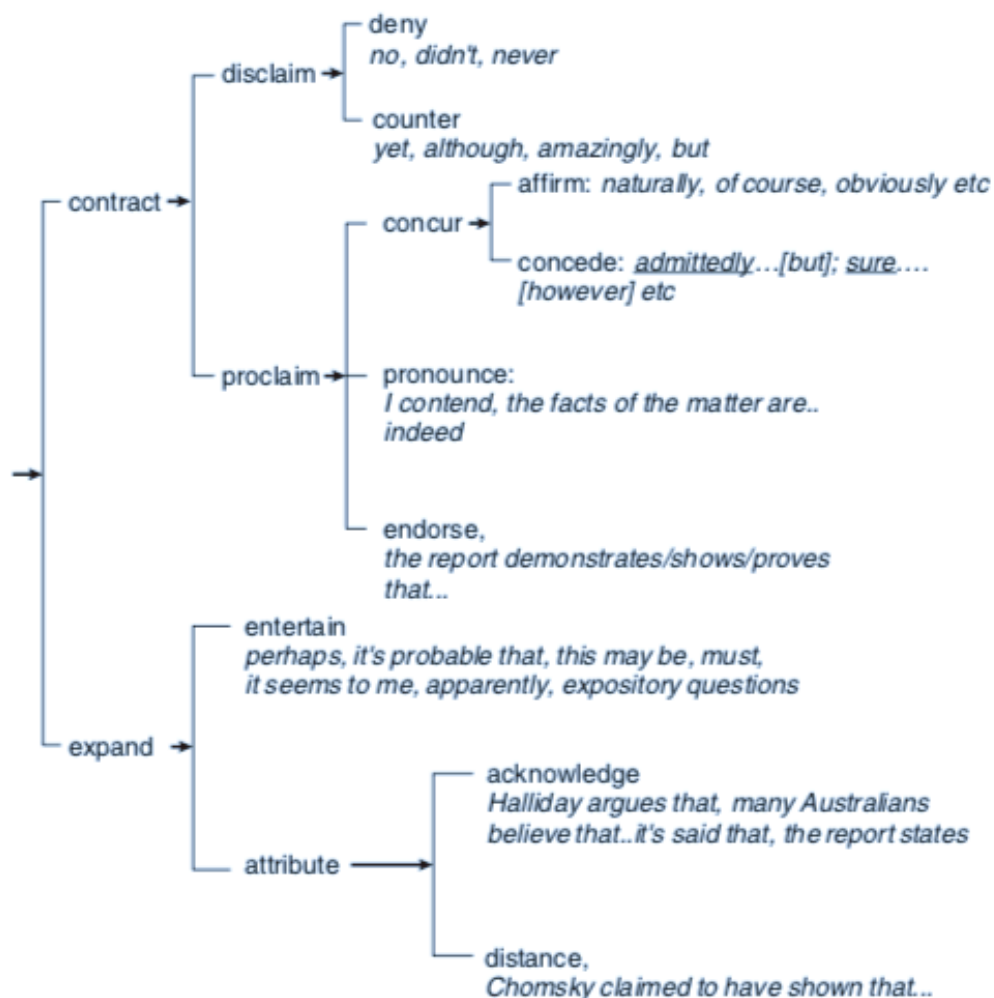 deny
no, didn't, never
disclaim
counter
yet, although, amazingly, but
contract
affirm: naturally, of course, obviously etc
concur
concede: admittedly...[but]; sure....
[however] etc
proclaim
pronounce:
I contend, the facts of the matter are..
indeed
endorse,
the report demonstrates/shows/proves
that...
entertain
perhaps, it's probable that, this may be, must,
it seems to me, apparently, expository questions
expand
acknowledge
Halliday argues that, many Australians
believe that..it's said that, the report states
attribute
distance,
Chomsky claimed to have shown that...